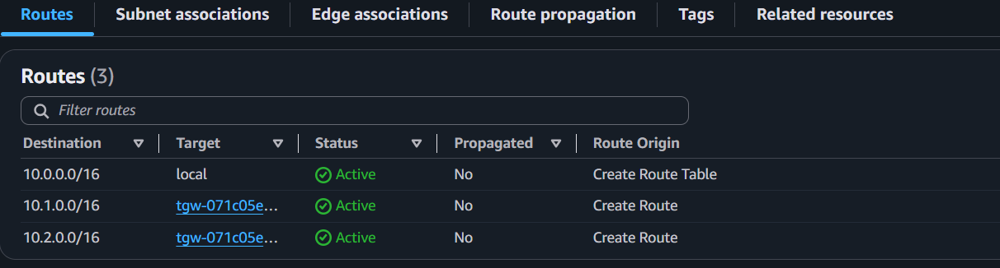 Routes Subnet associations Edge associations Route propagation Tags Related resources
Routes (3)
Filter routes
Destination Target Status Propagated Route Origin
10.0.0.0/16 local Active No Create Route Table
10.1.0.0/16 tgw-071c05e... Active No Create Route
10.2.0.0/16 tgw-071c05e... Active No Create Route